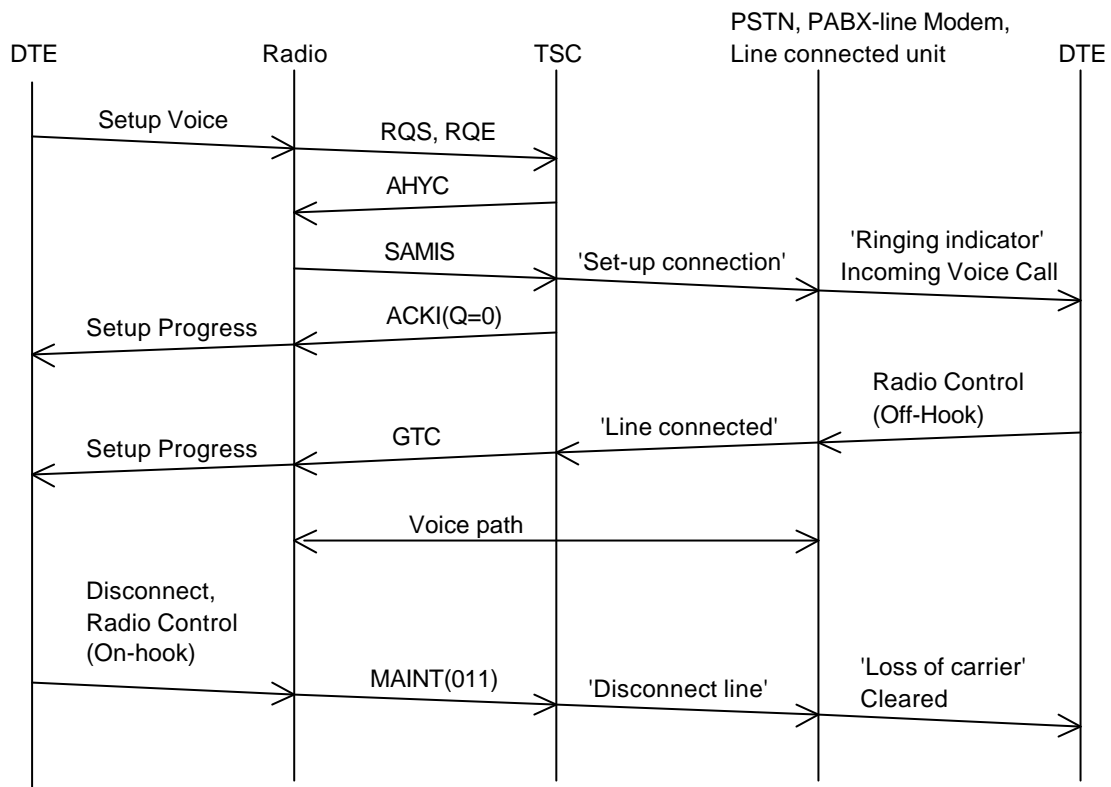 PSTN, PABX-line Modem,
DTE
Radio
TSC
Line connected unit
DTE
Setup Voice
RQS, RQE
AHYC
SAMIS
'Set-up connection'
'Ringing indicator'
Incoming Voice Call
Setup Progress
ACKI(Q=0)
Radio Control
(Off-Hook)
Setup Progress
GTC
'Line connected'
Voice path
Disconnect,
Radio Control
(On-hook)
MAINT(011)
'Disconnect line'
'Loss of carrier'
Cleared